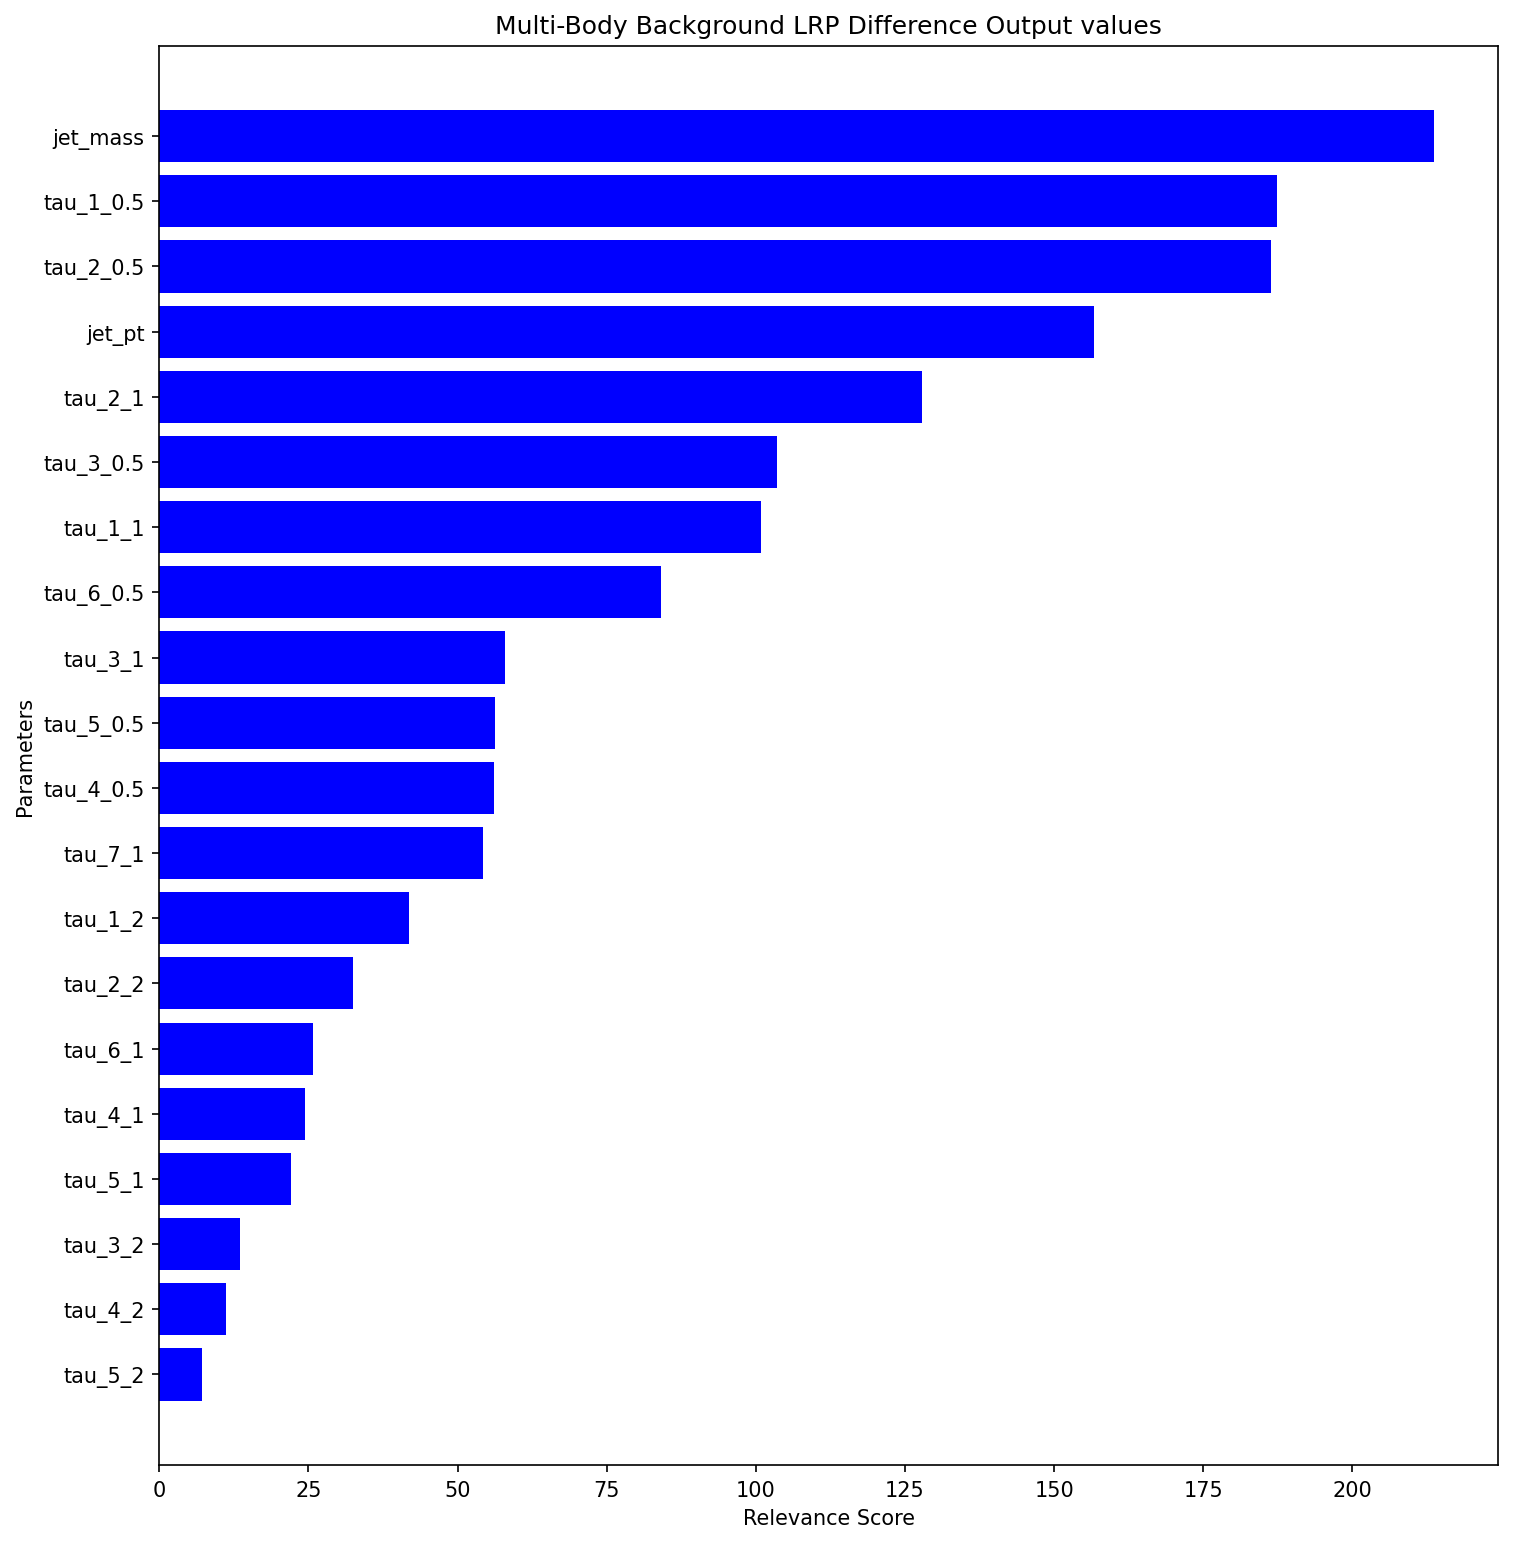 Multi-Body Background LRP Difference Output values
jet_mass
tau_1_0.5
tau_2_0.5
jet_pt
tau_2_1
tau_3_0.5
tau_1_1
tau_6_0.5
tau_3_1
tau_5_0.5
tau_4_0.5
tau_7_1
tau_1_2
tau_2_2
tau_6_1
tau_4_1
tau_5_1
tau_3_2
tau_4_2
tau_5_2
Parameters
0 25 50 75 100 125 150 175 200
Relevance Score